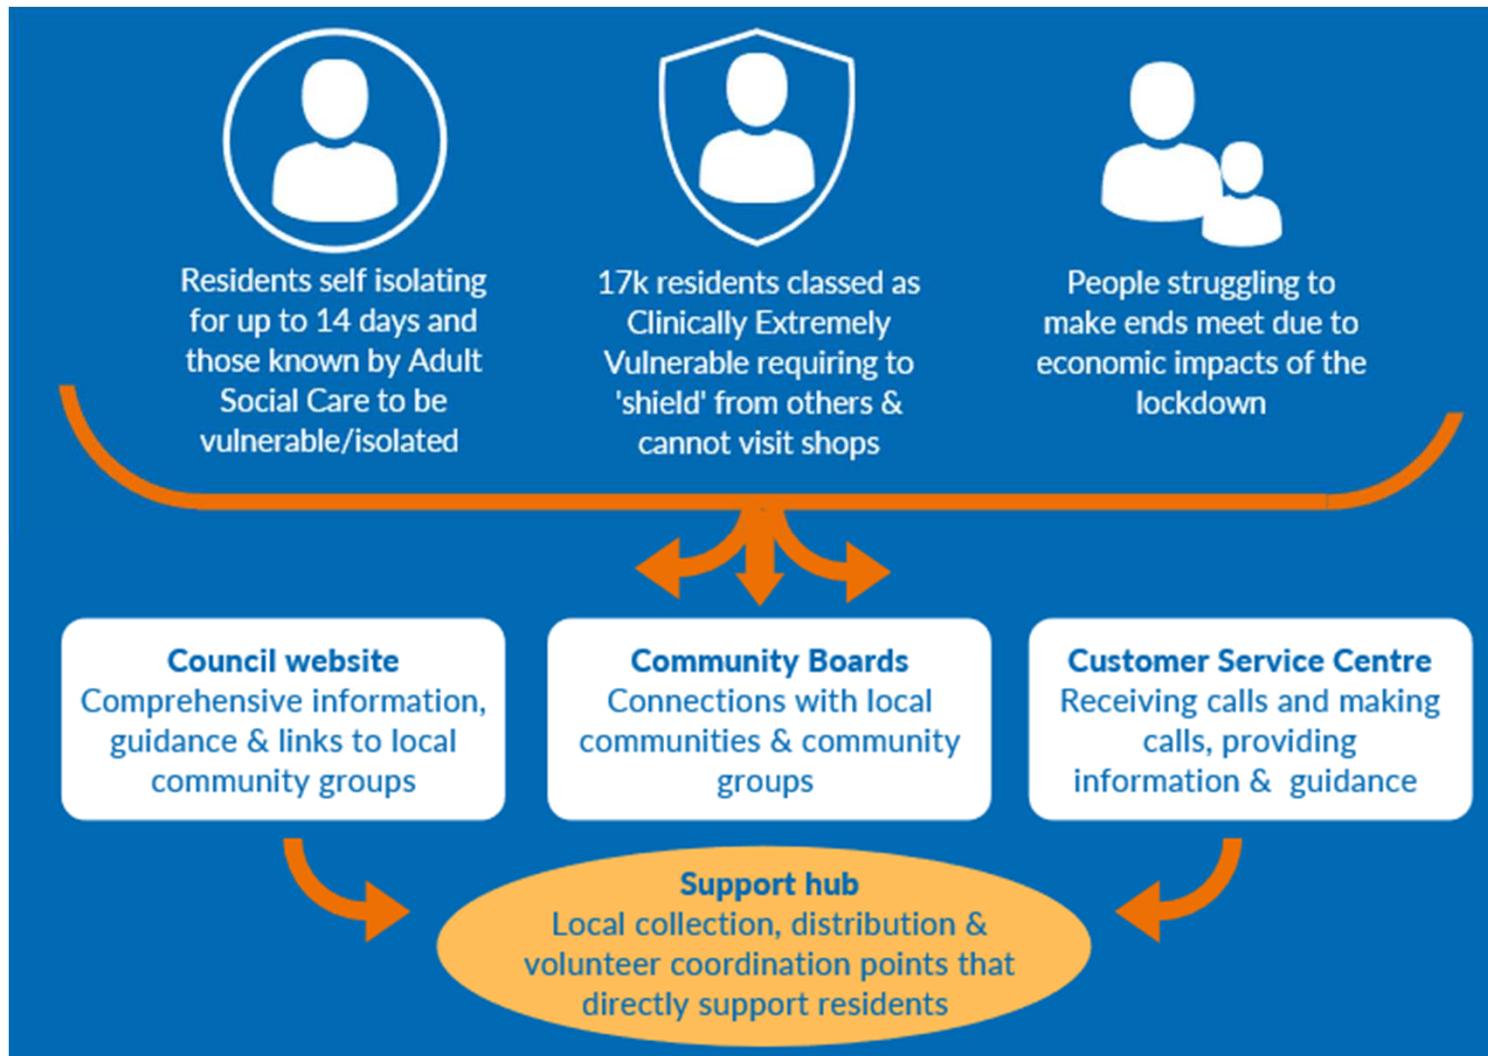 Residents self isolating
for up to 14 days and
those known by Adult
Social Care to be
vulnerable/isolated
17k residents classed as
Clinically Extremely
Vulnerable requiring to
'shield' from others &
cannot visit shops
People struggling to
make ends meet due to
economic impacts of the
lockdown
Council website
Comprehensive information,
guidance & links to local
community groups
Community Boards
Connections with local
communities & community
groups
Customer Service Centre
Receiving calls and making
calls, providing
information &  guidance
Support hub
Local collection, distribution &
volunteer coordination points that
directly support residents